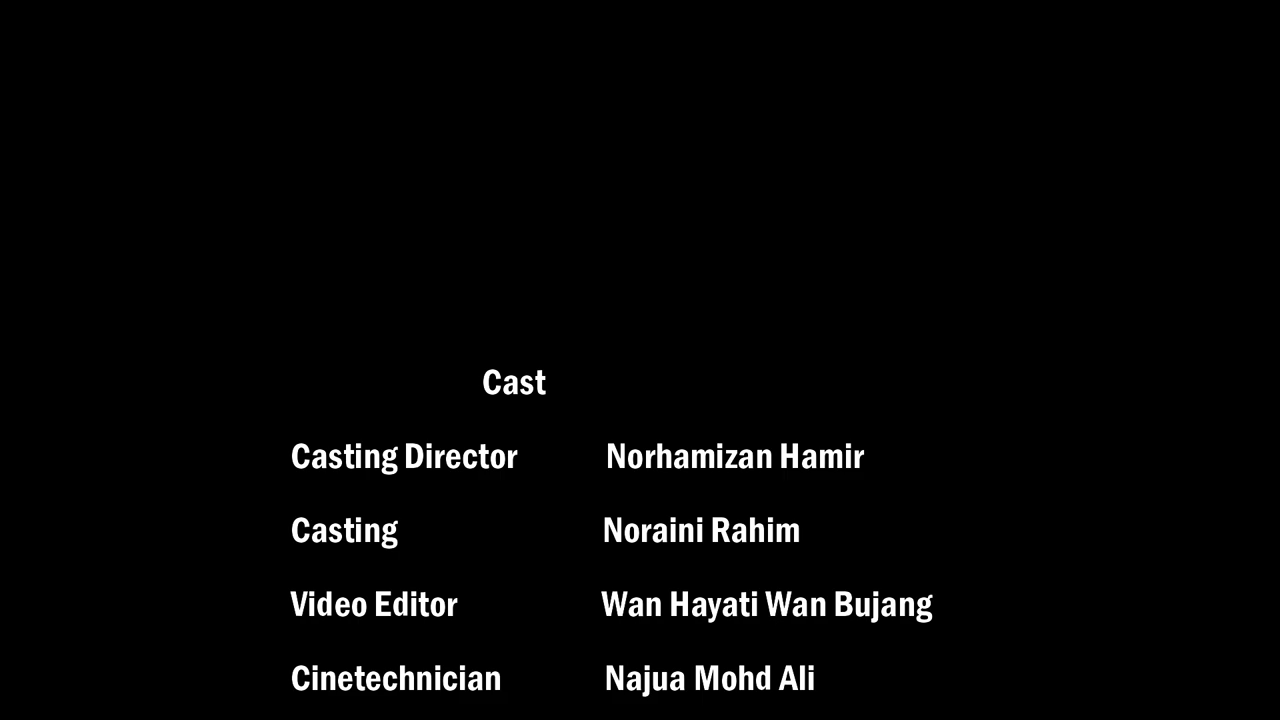 Cast
Casting Director Norhamizan Hamir
Casting Noraini Rahim
Video Editor Wan Hayati Wan Bujang
Cinetechnician Najua Mohd Ali